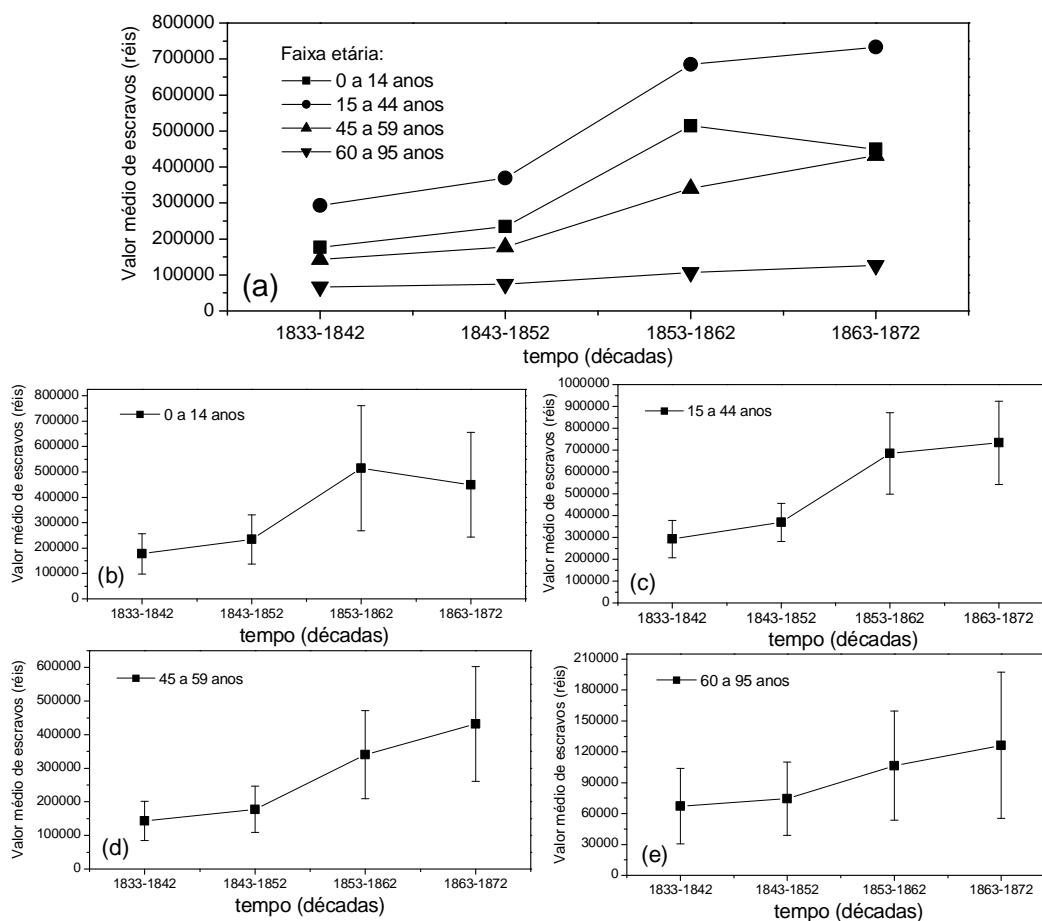 800000
700000
600000
500000
400000
300000
200000
100000
0
Valor médio de escravos (réis)
Faixa etária:
0 a 14 anos
15 a 44 anos
45 a 59 anos
60 a 95 anos
(a)
1833-1842 1843-1852 1853-1862 1863-1872
tempo (décadas)
800000
700000
600000
500000
400000
300000
200000
100000
0
Valor médio de escravos (réis)
0 a 14 anos
(b)
1833-1842 1843-1852 1853-1862 1863-1872
tempo (décadas)
1000000
900000
800000
700000
600000
500000
400000
300000
200000
100000
0
Valor médio de escravos (réis)
15 a 44 anos
(c)
1833-1842 1843-1852 1853-1862 1863-1872
tempo (décadas)
600000
500000
400000
300000
200000
100000
0
Valor médio de escravos (réis)
45 a 59 anos
(d)
1833-1842 1843-1852 1853-1862 1863-1872
tempo (décadas)
210000
180000
150000
120000
90000
60000
30000
0
Valor médio de escravos (réis)
60 a 95 anos
(e)
1833-1842 1843-1852 1853-1862 1863-1872
tempo (décadas)